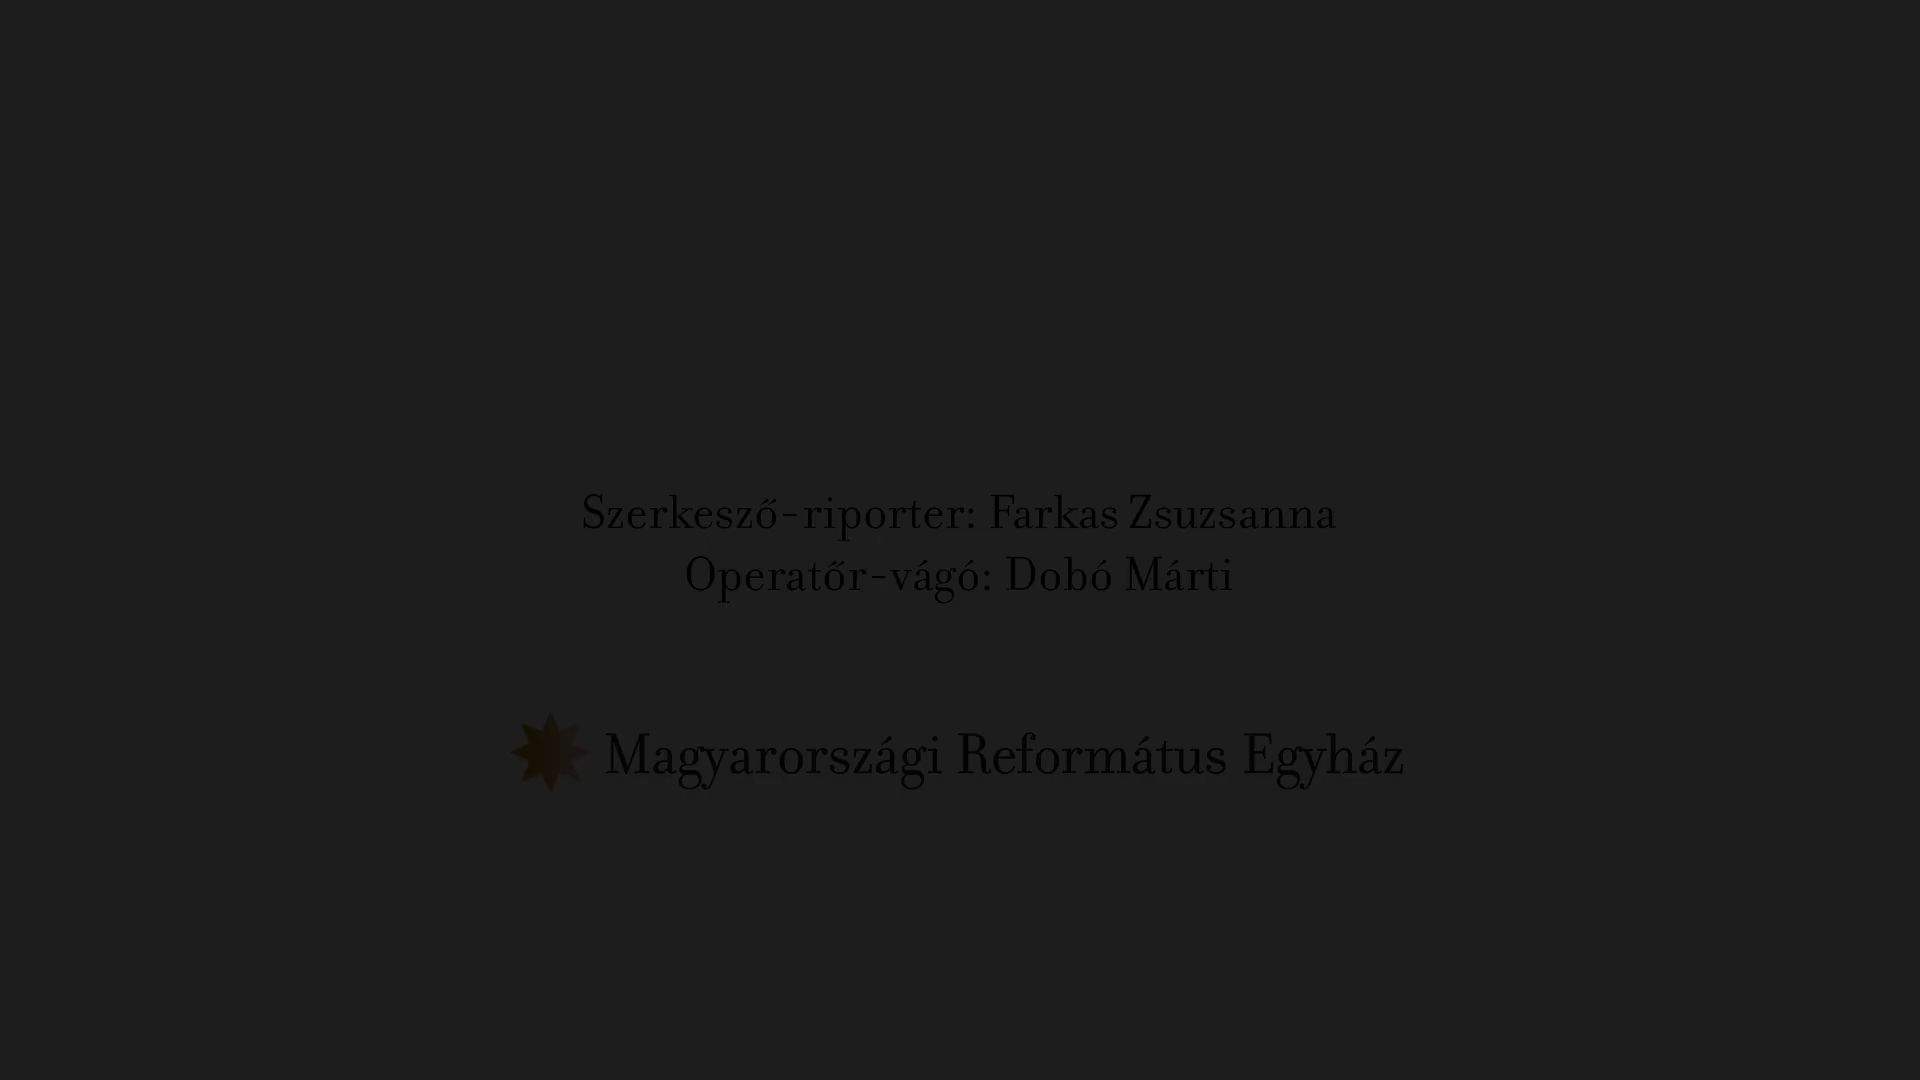 Szerkesző-riporter: Farkas Zsuzsanna
Operatőr-vágó: Dobó Márti
Magyarországi Református Egyház